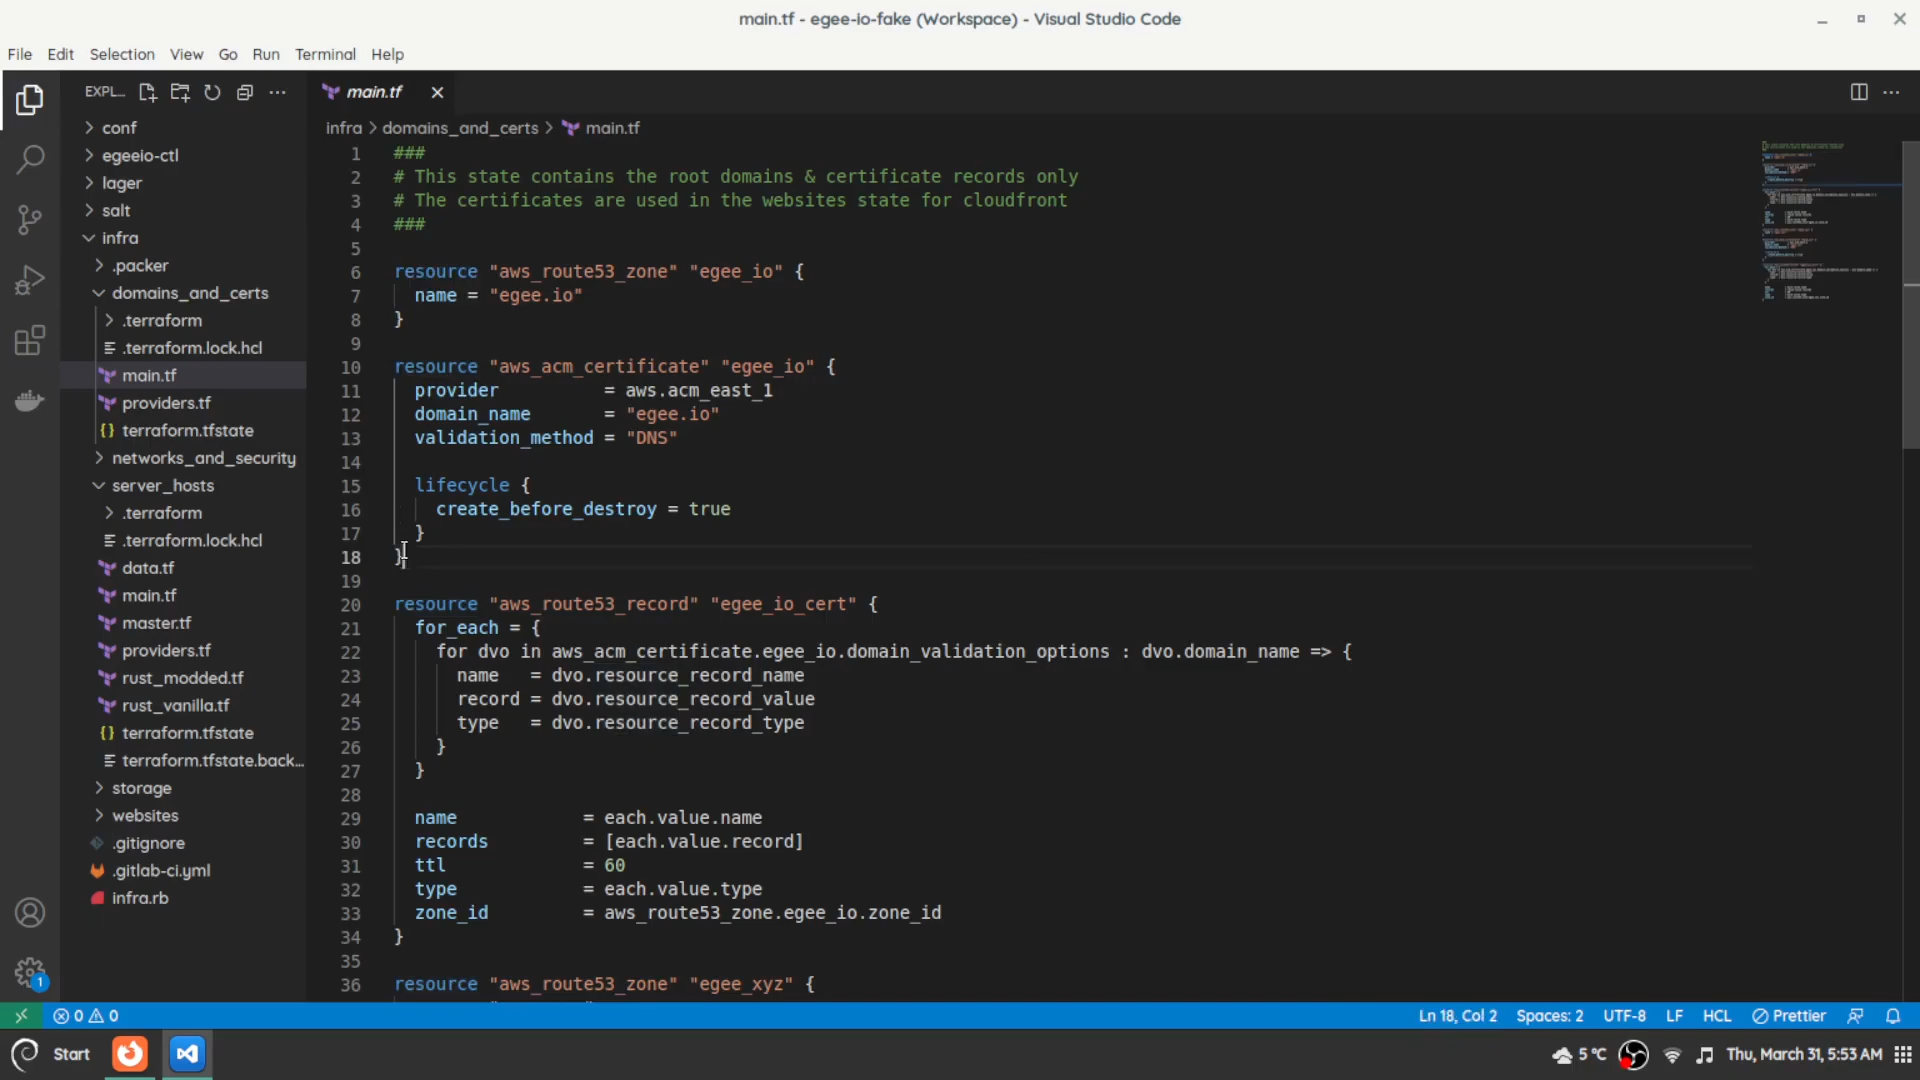 main.tf - egee-io-fake (Workspace) - Visual Studio Code
File Edit Selection View Go Run Terminal Help
EXPL...
conf
egeeio-ctl
lager
salt
infra
.packer
domains_and_certs
.terraform
.terraform.lock.hcl
main.tf
providers.tf
{} terraform.tfstate
networks_and_security
server_hosts
.terraform
.terraform.lock.hcl
data.tf
main.tf
master.tf
providers.tf
rust_modded.tf
rust_vanilla.tf
{} terraform.tfstate
terraform.tfstate.back...
storage
websites
.gitignore
.gitlab-ci.yml
infra.rb
1
main.tf
infra > domains_and_certs > main.tf
1 ###
2 # This state contains the root domains & certificate records only
3 # The certificates are used in the websites state for cloudfront
4 ###
5
6 resource "aws_route53_zone" "egee_io" {
7 name = "egee.io"
8 }
9
10 resource "aws_acm_certificate" "egee_io" {
11 provider = aws.acm_east_1
12 domain_name = "egee.io"
13 validation_method = "DNS"
14
15 lifecycle {
16 create_before_destroy = true
17 }
18 }
19
20 resource "aws_route53_record" "egee_io_cert" {
21 for_each = {
22 for dvo in aws_acm_certificate.egee_io.domain_validation_options : dvo.domain_name => {
23 name = dvo.resource_record_name
24 record = dvo.resource_record_value
25 type = dvo.resource_record_type
26 }
27 }
28
29 name = each.value.name
30 records = [each.value.record]
31 ttl = 60
32 type = each.value.type
33 zone_id = aws_route53_zone.egee_io.zone_id
34 }
35
36 resource "aws_route53_zone" "egee_xyz" {
0 0
Ln 18, Col 2 Spaces: 2 UTF-8 LF HCL Prettier
Start
5 °C Thu, March 31, 5:53 AM